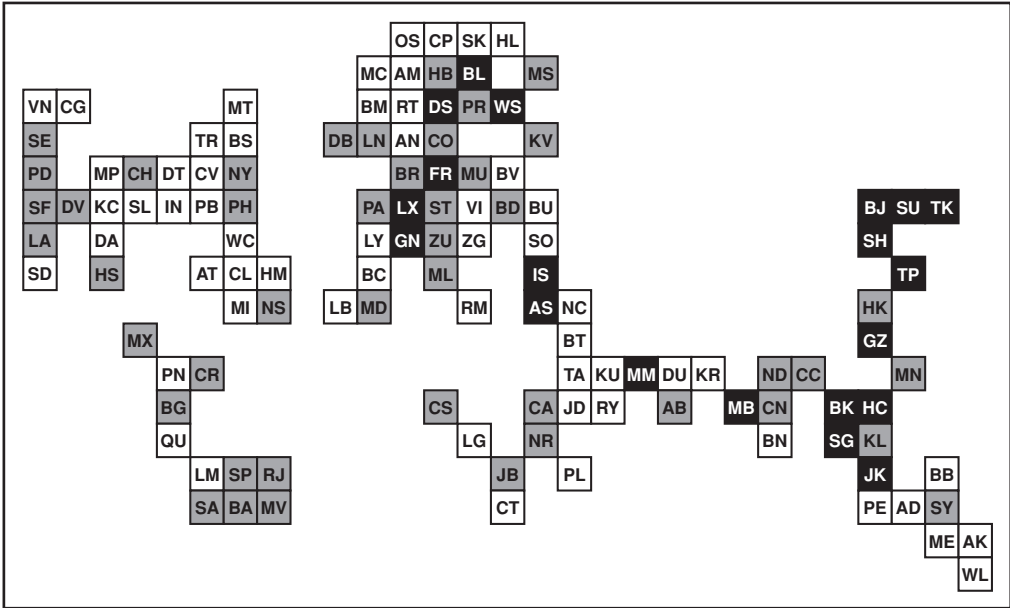 OS CP SK HL
MC AM HB BL MS
VN CG MT BM RT DS PR WS
SE TR BS DB LN AN CO KV
PD MP CH DT CV NY BR FR MU BV
SF DV KC SL IN PB PH PA LX ST VI BD BU BJ SU TK
LA DA WC LY GN ZU ZG SO SH
SD HS AT CL HM BC ML IS TP
MI NS LB MD RM AS NC HK
MX BT GZ
PN CR TA KU MM DU KR ND CC MN
BG CS CA JD RY AB MB CN BK HC
QU LG NR BN SG KL
LM SP RJ JB PL JK BB
SA BA MV CT PE AD SY
ME AK
WL